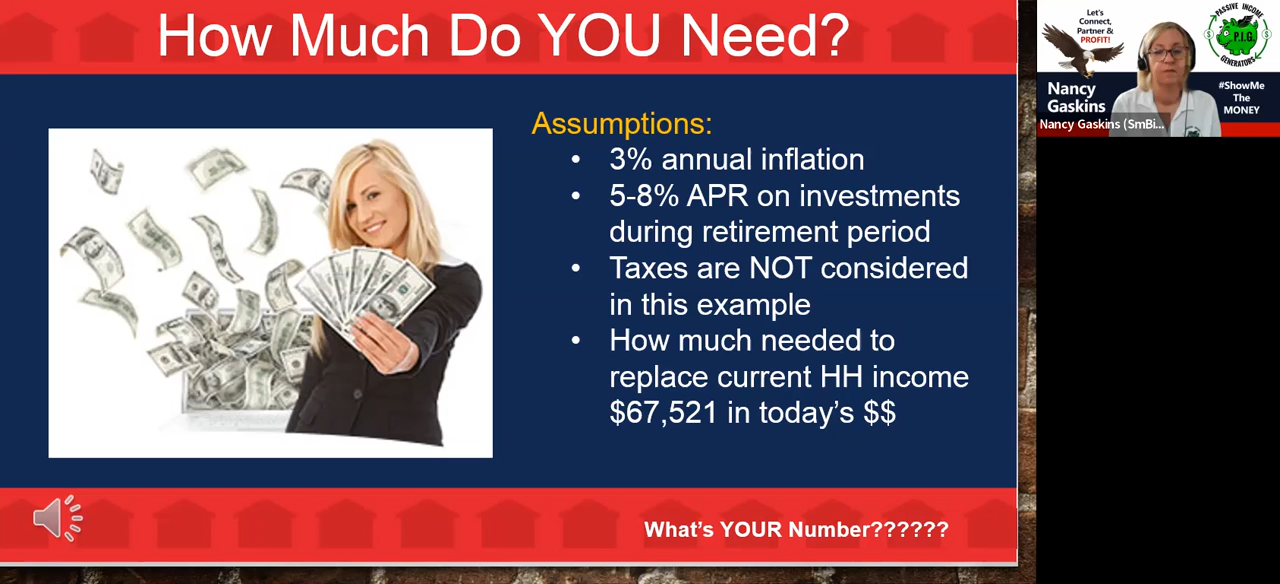 How Much Do YOU Need?
Assumptions:
• 3% annual inflation
• 5-8% APR on investments
during retirement period
• Taxes are NOT considered
in this example
• How much needed to
replace current HH income
$67,521 in today's $$
What's YOUR Number??????
Let's
Connect,
Partner &
PROFIT!
PASSIVE INCOME
P.I.G.
GENERATORS
Nancy
Gaskins
#ShowMe
The
MONEY
Nancy Gaskins (SmBi...